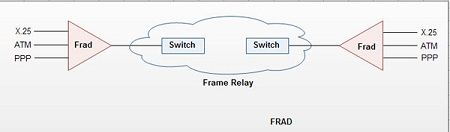 X.25
ATM
PPP
Frad
Switch
Switch
Frad
X.25
ATM
PPP
Frame Relay
FRAD